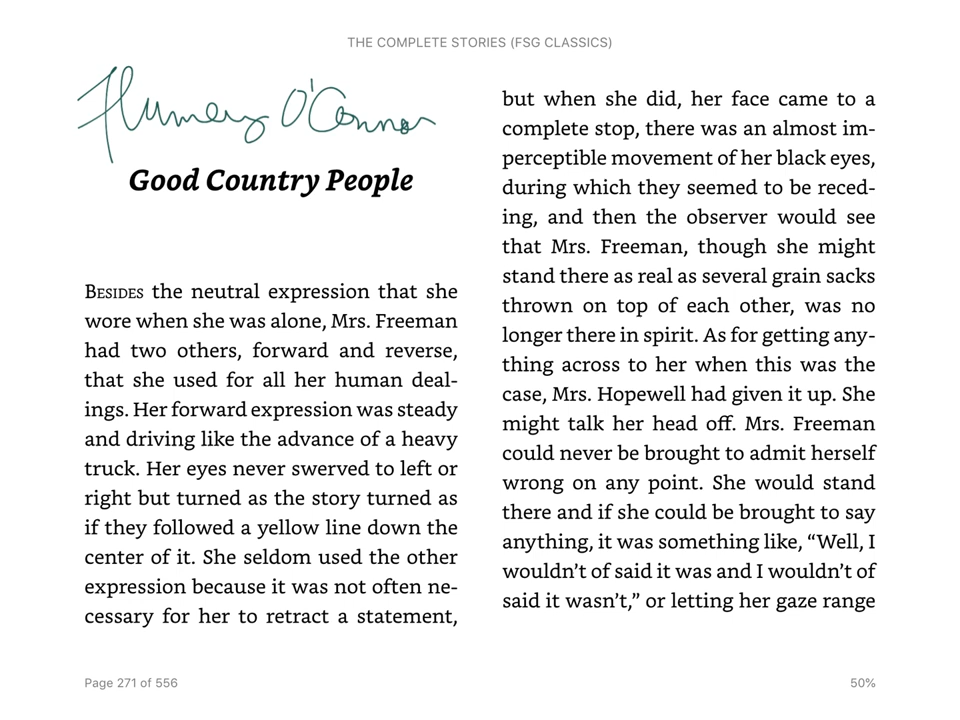 THE COMPLETE STORIES (FSG CLASSICS)
Flannery O'Connor
Good Country People
BESIDES the neutral expression that she
wore when she was alone, Mrs. Freeman
had two others, forward and reverse,
that she used for all her human deal-
ings. Her forward expression was steady
and driving like the advance of a heavy
truck. Her eyes never swerved to left or
right but turned as the story turned as
if they followed a yellow line down the
center of it. She seldom used the other
expression because it was not often ne-
cessary for her to retract a statement,
but when she did, her face came to a
complete stop, there was an almost im-
perceptible movement of her black eyes,
during which they seemed to be reced-
ing, and then the observer would see
that Mrs. Freeman, though she might
stand there as real as several grain sacks
thrown on top of each other, was no
longer there in spirit. As for getting any-
thing across to her when this was the
case, Mrs. Hopewell had given it up. She
might talk her head off. Mrs. Freeman
could never be brought to admit herself
wrong on any point. She would stand
there and if she could be brought to say
anything, it was something like, “Well, I
wouldn’t of said it was and I wouldn’t of
said it wasn’t,” or letting her gaze range
Page 271 of 556
50%